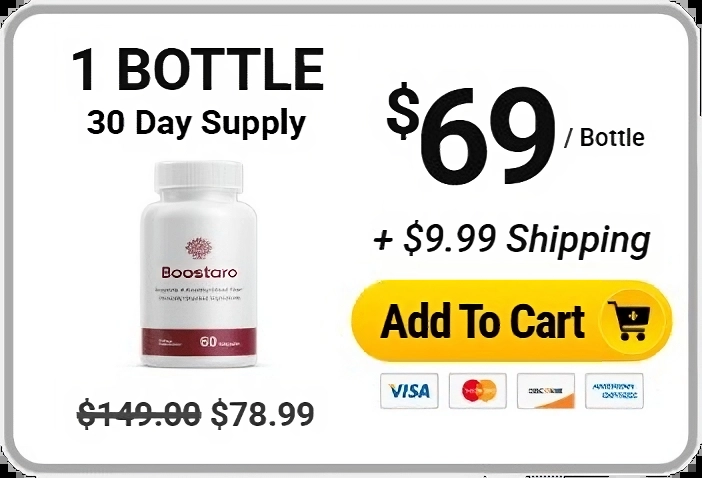 1 BOTTLE
30 Day Supply
Boostaro
60
$149.00 $78.99
$69 / Bottle
+ $9.99 Shipping
Add To Cart
VISA